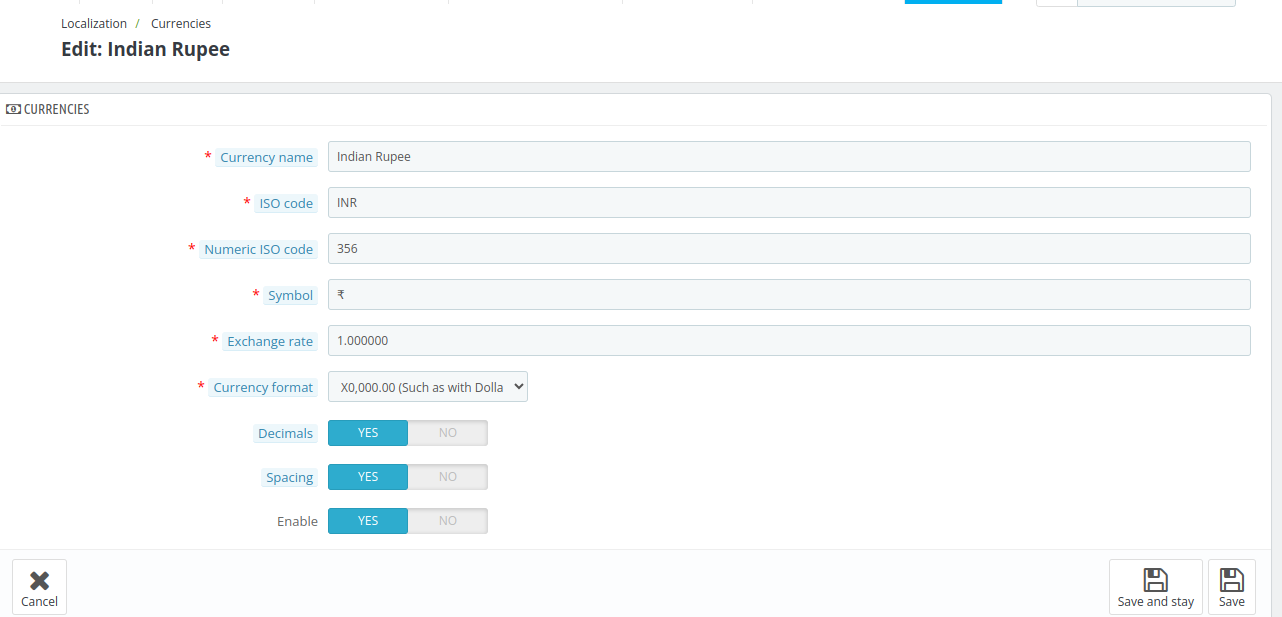 Localization / Currencies
Edit: Indian Rupee
CURRENCIES
* Currency name Indian Rupee
* ISO code INR
* Numeric ISO code 356
* Symbol ₹
* Exchange rate 1.000000
* Currency format X0,000.00 (Such as with Dolla
Decimals YES NO
Spacing YES NO
Enable YES NO
Cancel Save and stay Save